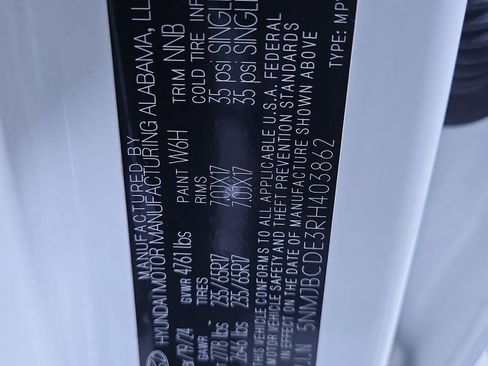 MANUFACTURED BY
HYUNDAI MOTOR MANUFACTURING ALABAMA, LL
/19/24 GVWR 4761 lbs PAINT W6H TRIM NNB
GAWR TIRES RIMS COLD TIRE INF
2778 lbs 235/65R17 7.0JX17 35 psi SINGLE
2646 lbs 235/65R17 7.0JX17 35 psi SINGL
THIS VEHICLE CONFORMS TO ALL APPLICABLE U.S.A. FEDERAL
MOTOR VEHICLE SAFETY AND THEFT PREVENTION STANDARDS
IN EFFECT ON THE DATE OF MANUFACTURE SHOWN ABOVE
V.I.N 5NMJBCDE3RH403862 TYPE: MP